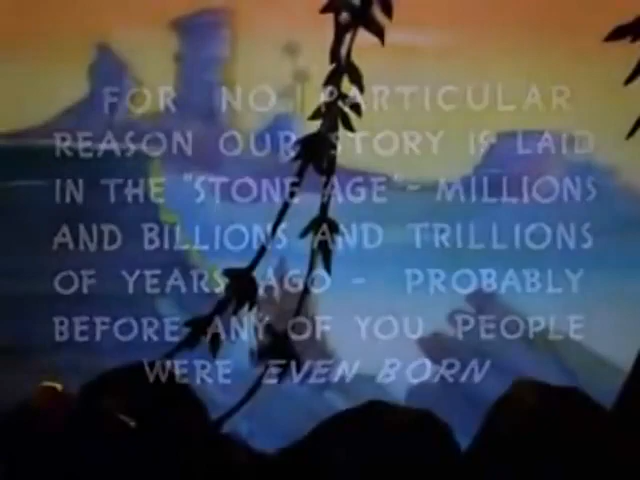 FOR NO PARTICULAR
REASON OUR STORY IS LAID
IN THE "STONE AGE" - MILLIONS
AND BILLIONS AND TRILLIONS
OF YEARS AGO - PROBABLY
BEFORE ANY OF YOU PEOPLE
WERE EVEN BORN